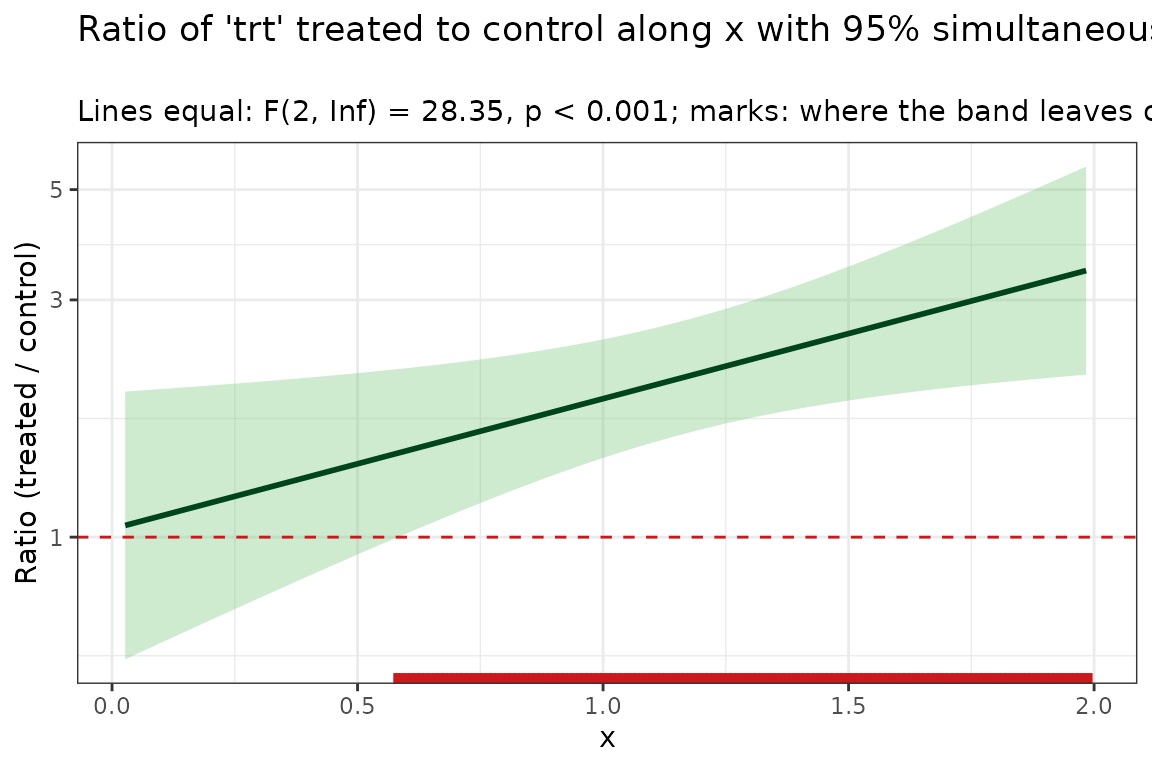 Ratio of 'trt' treated to control along x with 95% simultaneous
Lines equal: F(2, Inf) = 28.35, p < 0.001; marks: where the band leaves
Ratio (treated / control)
5
3
1
0.0 0.5 1.0 1.5 2.0
x